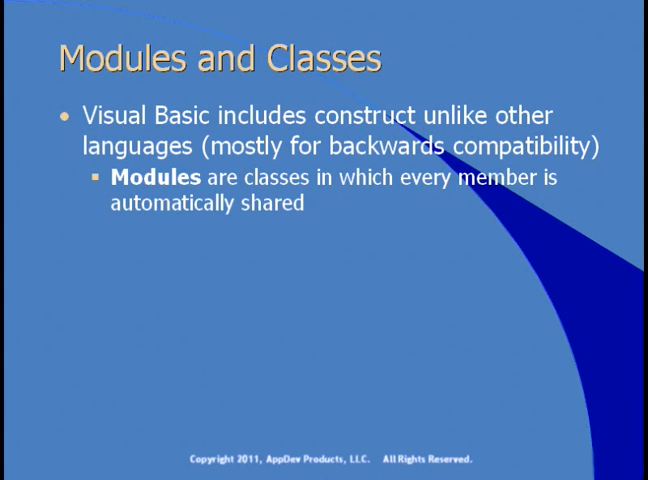 Modules and Classes
• Visual Basic includes construct unlike other
languages (mostly for backwards compatibility)
▪ Modules are classes in which every member is
automatically shared
Copyright 2011, AppDev Products, LLC. All Rights Reserved.